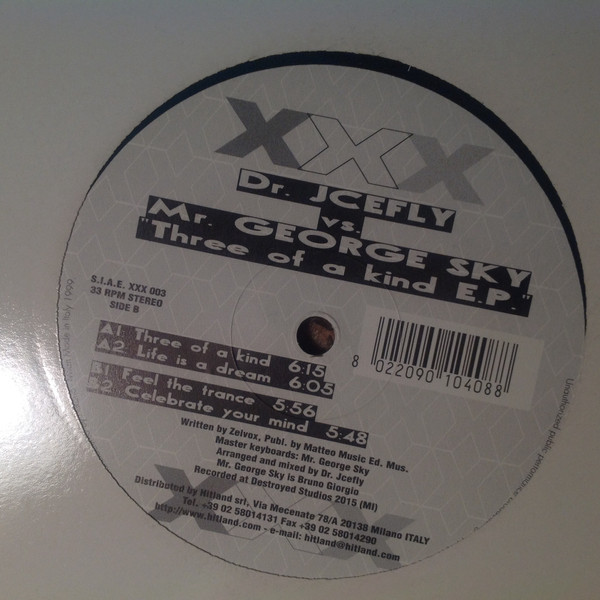 XXX
Dr. JCEFLY
vs.
Mr. GEORGE SKY
"Three of a kind E.P."
S.I.A.E. XXX 003
33 RPM STEREO
SIDE B
A1. Three of a kind 6:15
A2. Life is a dream 6:05
B1. Feel the trance 5:56
B2. Celebrate your mind 5:48
8 022090 104088
Written by Zelvox, Publ. by Matteo Music Ed. Mus.
Master keyboards: Mr. George Sky
Arranged and mixed by Dr. Jcefly
Mr. George Sky is Bruno Giorgio
Recorded at Destroyed Studios 2015 (MI)
Distributed by Hitland srl, Via Mecenate 78/A 20138 Milano ITALY
Tel. +39 02 58014131 Fax +39 02 58014290
http://www.hitland.com - e-mail: hitland@hitland.com
XXX
in Italy 1999
Unauthorized public